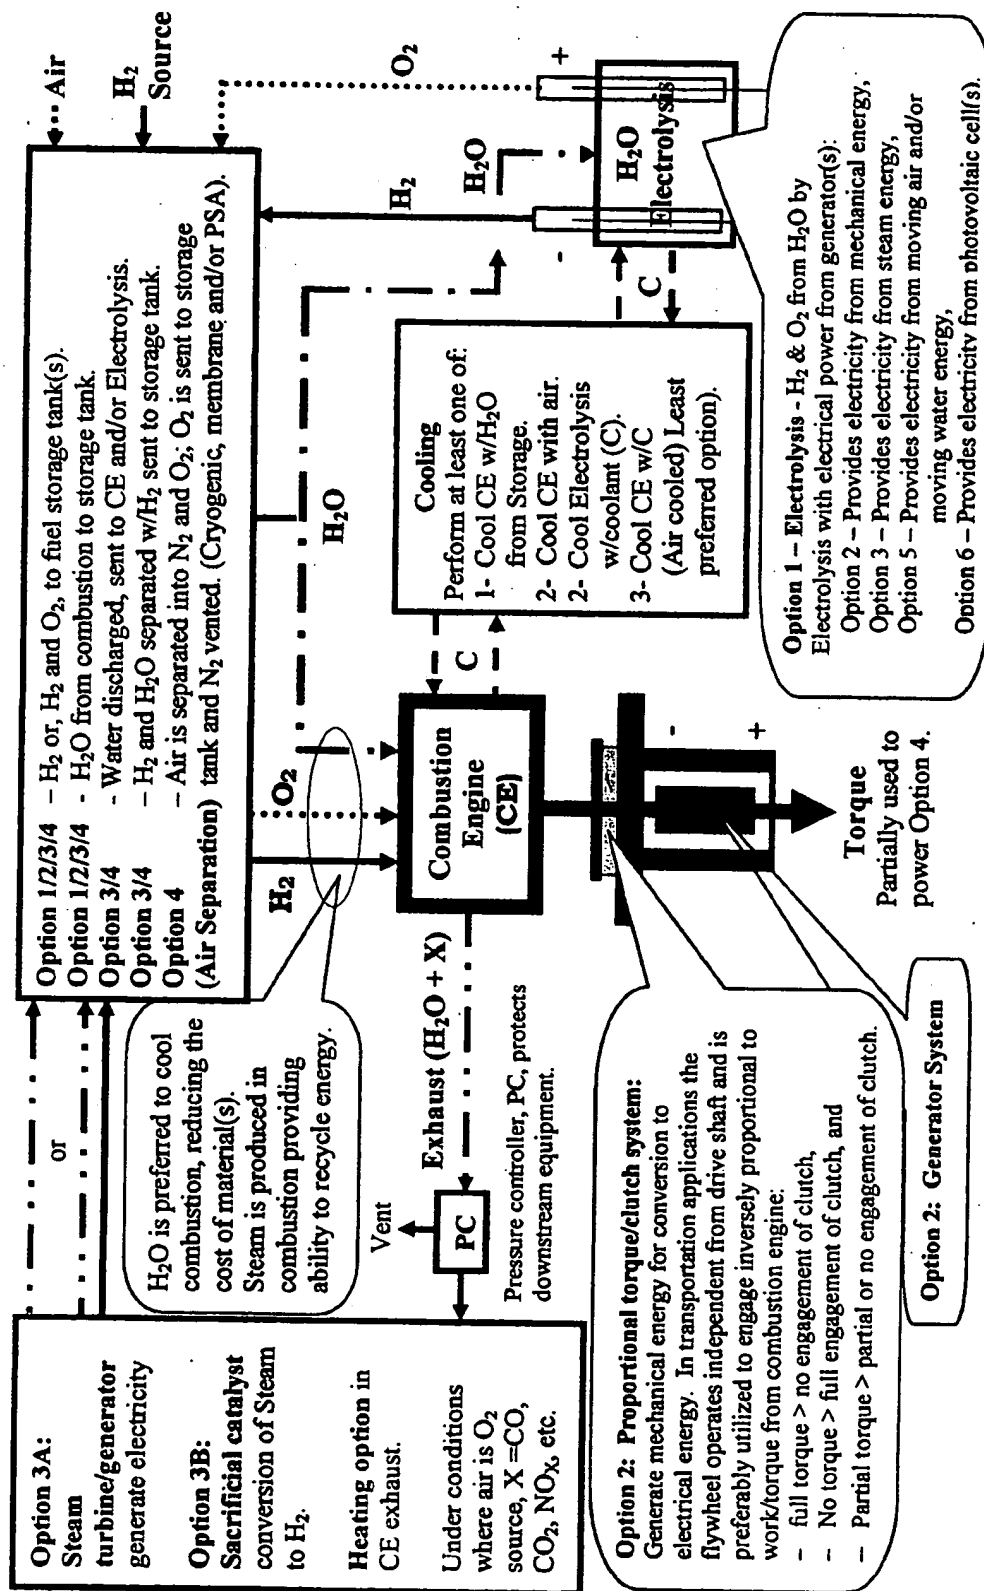 Option 3A:
Steam
turbine/generator
generate electricity
Option 3B:
Sacrificial catalyst
conversion of Steam
to H₂.
Heating option in
CE exhaust.
Under conditions
where air is O₂
source, X =CO,
CO₂, NOₓ, etc.
or
Option 1/2/3/4 – H₂ or, H₂ and O₂, to fuel storage tank(s).
Option 1/2/3/4 - H₂O from combustion to storage tank.
Option 3/4 - Water discharged, sent to CE and/or Electrolysis.
Option 3/4 – H₂ and H₂O separated w/H₂ sent to storage tank.
Option 4 – Air is separated into N₂ and O₂; O₂ is sent to storage
(Air Separation) tank and N₂ vented. (Cryogenic, membrane and/or PSA).
Air
H₂
Source
H₂O is preferred to cool
combustion, reducing the
cost of material(s).
Steam is produced in
combustion providing
ability to recycle energy.
H₂
O₂
H₂O
H₂
H₂O
O₂
Vent
PC
Exhaust (H₂O + X)
Pressure controller, PC, protects
downstream equipment.
Combustion
Engine
(CE)
C
Cooling
Perform at least one of:
1- Cool CE w/H₂O
from Storage.
2- Cool CE with air.
2- Cool Electrolysis
w/coolant (C).
3- Cool CE w/C
(Air cooled) Least
preferred option).
C
-
+
H₂O
Electrolysis
Option 2: Proportional torque/clutch system:
Generate mechanical energy for conversion to
electrical energy. In transportation applications the
flywheel operates independent from drive shaft and is
preferably utilized to engage inversely proportional to
work/torque from combustion engine:
– full torque > no engagement of clutch,
– No torque > full engagement of clutch, and
– Partial torque > partial or no engagement of clutch.
Option 2: Generator System
-
+
Torque
Partially used to
power Option 4.
Option 1 – Electrolysis - H₂ & O₂ from H₂O by
Electrolysis with electrical power from generator(s):
Option 2 – Provides electricity from mechanical energy,
Option 3 – Provides electricity from steam energy,
Option 5 – Provides electricity from moving air and/or
moving water energy,
Option 6 – Provides electricity from photovoltaic cell(s).